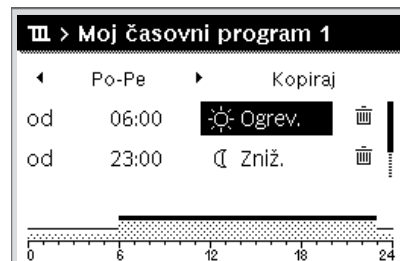 > Moj časovni program 1
Po-Pe Kopiraj
od 06:00 Ogrev.
od 23:00 Zniž.
0 6 12 18 24